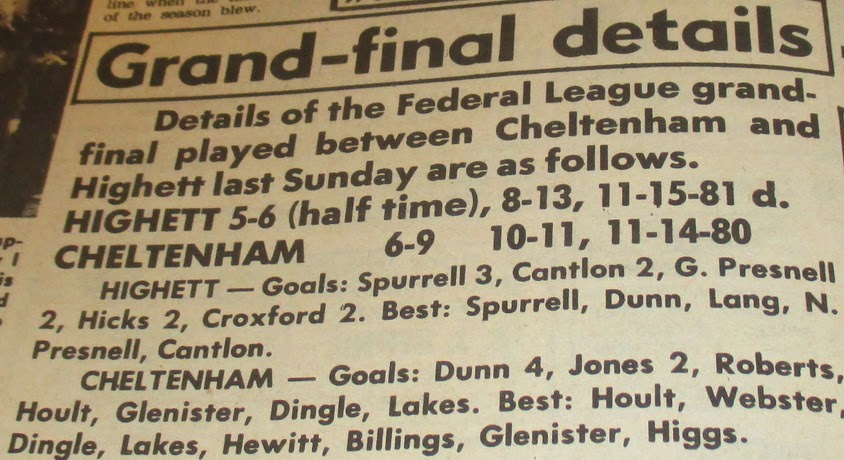 line when the
of the season blew.
Grand-final details
Details of the Federal League grand-
final played between Cheltenham and
Highett last Sunday are as follows.
HIGHETT 5-6 (half time), 8-13, 11-15-81 d.
CHELTENHAM 6-9 10-11, 11-14-80
HIGHETT — Goals: Spurrell 3, Cantlon 2, G. Presnell
2, Hicks 2, Croxford 2. Best: Spurrell, Dunn, Lang, N.
Presnell, Cantlon.
CHELTENHAM — Goals: Dunn 4, Jones 2, Roberts,
Hoult, Glenister, Dingle, Lakes. Best: Hoult, Webster,
Dingle, Lakes, Hewitt, Billings, Glenister, Higgs.